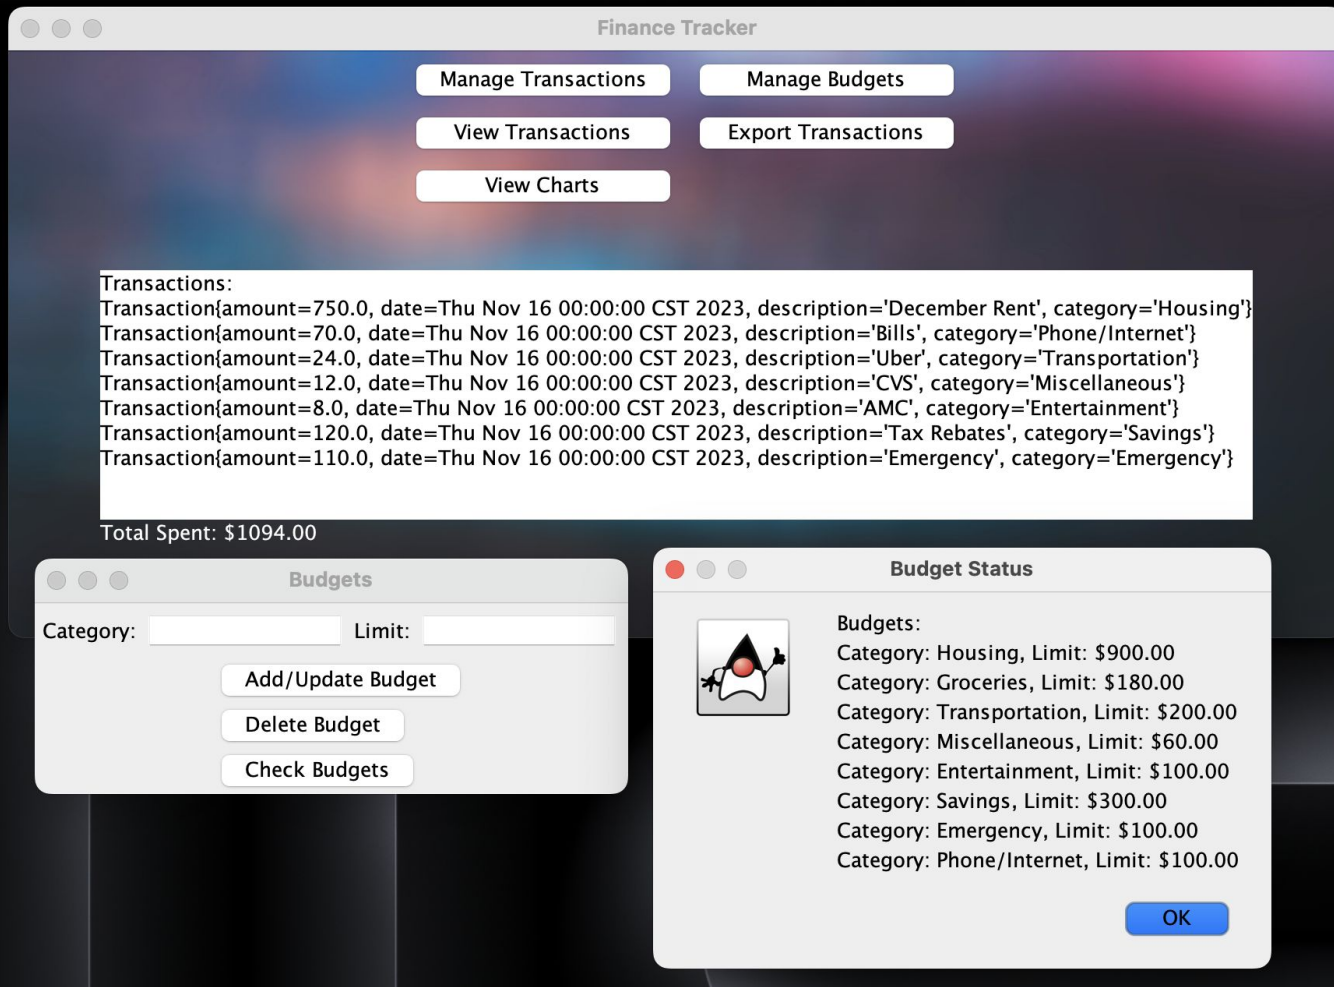 Finance Tracker
Manage Transactions
Manage Budgets
View Transactions
Export Transactions
View Charts
Transactions:
Transaction{amount=750.0, date=Thu Nov 16 00:00:00 CST 2023, description='December Rent', category='Housing'}
Transaction{amount=70.0, date=Thu Nov 16 00:00:00 CST 2023, description='Bills', category='Phone/Internet'}
Transaction{amount=24.0, date=Thu Nov 16 00:00:00 CST 2023, description='Uber', category='Transportation'}
Transaction{amount=12.0, date=Thu Nov 16 00:00:00 CST 2023, description='CVS', category='Miscellaneous'}
Transaction{amount=8.0, date=Thu Nov 16 00:00:00 CST 2023, description='AMC', category='Entertainment'}
Transaction{amount=120.0, date=Thu Nov 16 00:00:00 CST 2023, description='Tax Rebates', category='Savings'}
Transaction{amount=110.0, date=Thu Nov 16 00:00:00 CST 2023, description='Emergency', category='Emergency'}
Total Spent: $1094.00
Budgets
Category:
Limit:
Add/Update Budget
Delete Budget
Check Budgets
Budget Status
Budgets:
Category: Housing, Limit: $900.00
Category: Groceries, Limit: $180.00
Category: Transportation, Limit: $200.00
Category: Miscellaneous, Limit: $60.00
Category: Entertainment, Limit: $100.00
Category: Savings, Limit: $300.00
Category: Emergency, Limit: $100.00
Category: Phone/Internet, Limit: $100.00
OK